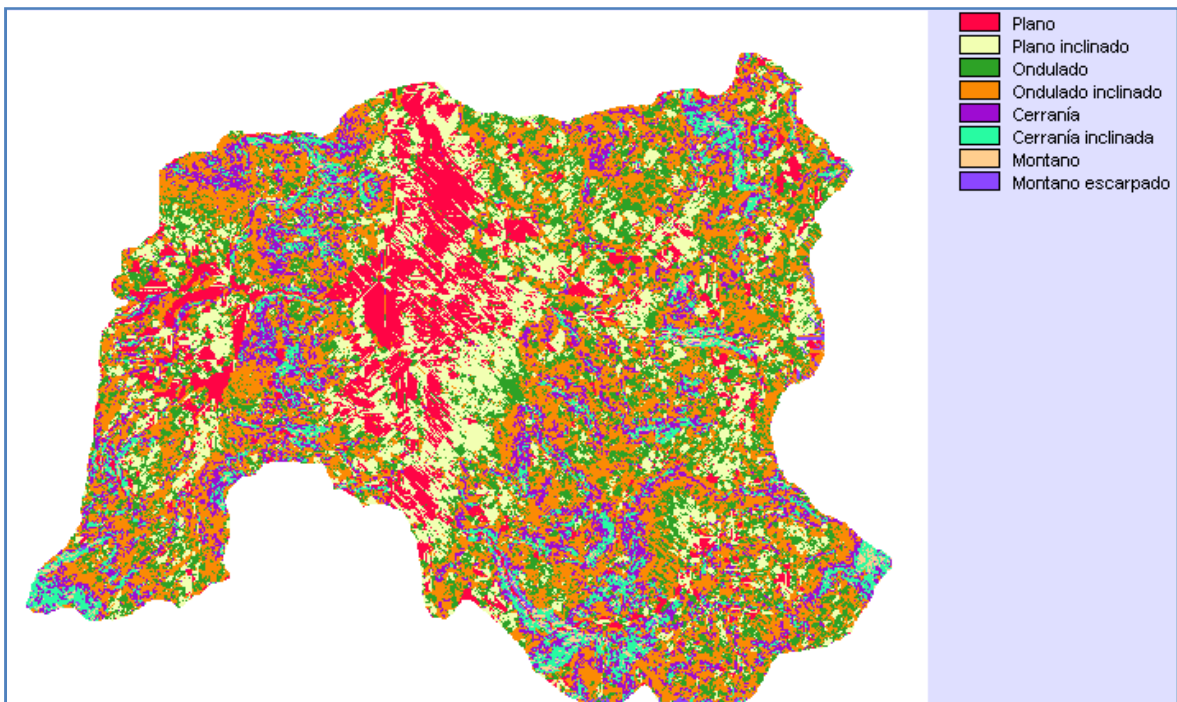 Plano
Plano inclinado
Ondulado
Ondulado inclinado
Cerranía
Cerranía inclinada
Montano
Montano escarpado